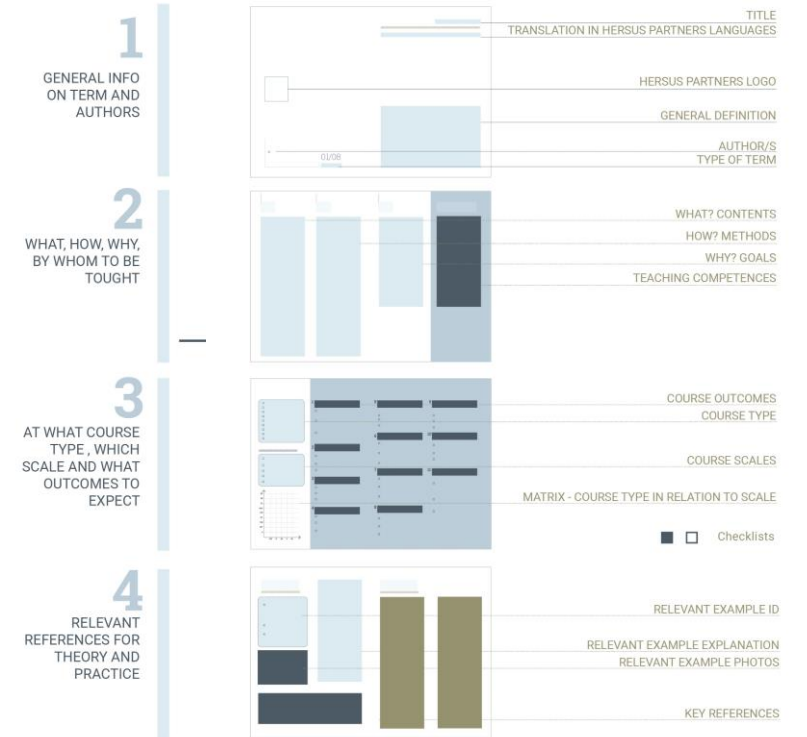 1
GENERAL INFO
ON TERM AND
AUTHORS
TITLE
TRANSLATION IN HERSUS PARTNERS LANGUAGES
HERSUS PARTNERS LOGO
GENERAL DEFINITION
AUTHOR/S
TYPE OF TERM
01/08
2
WHAT, HOW, WHY,
BY WHOM TO BE
TOUGHT
WHAT? CONTENTS
HOW? METHODS
WHY? GOALS
TEACHING COMPETENCES
3
AT WHAT COURSE
TYPE , WHICH
SCALE AND WHAT
OUTCOMES TO
EXPECT
COURSE OUTCOMES
COURSE TYPE
COURSE SCALES
MATRIX - COURSE TYPE IN RELATION TO SCALE
Checklists
4
RELEVANT
REFERENCES FOR
THEORY AND
PRACTICE
RELEVANT EXAMPLE ID
RELEVANT EXAMPLE EXPLANATION
RELEVANT EXAMPLE PHOTOS
KEY REFERENCES